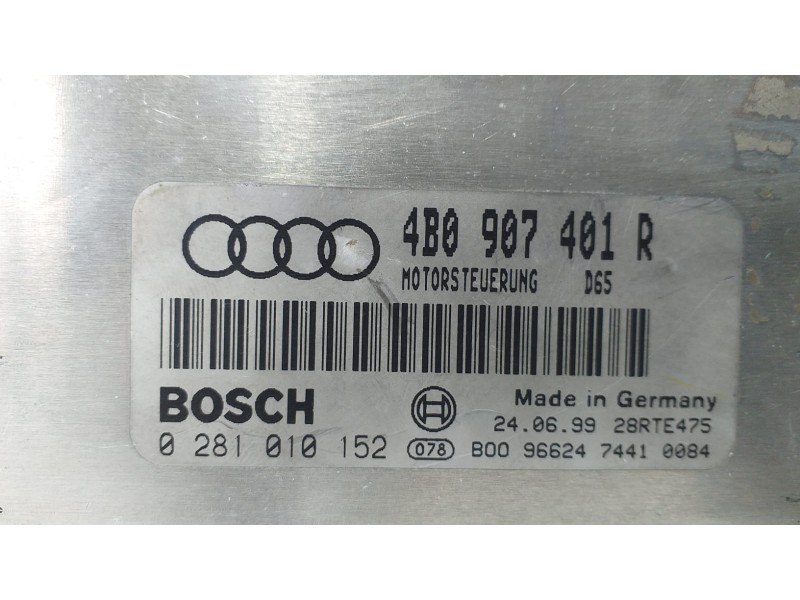 4B0 907 401 R
MOTORSTEUERUNG D65
BOSCH
Made in Germany
24.06.99 28RTE475
0 281 010 152 078 B00 96624 7441 0084